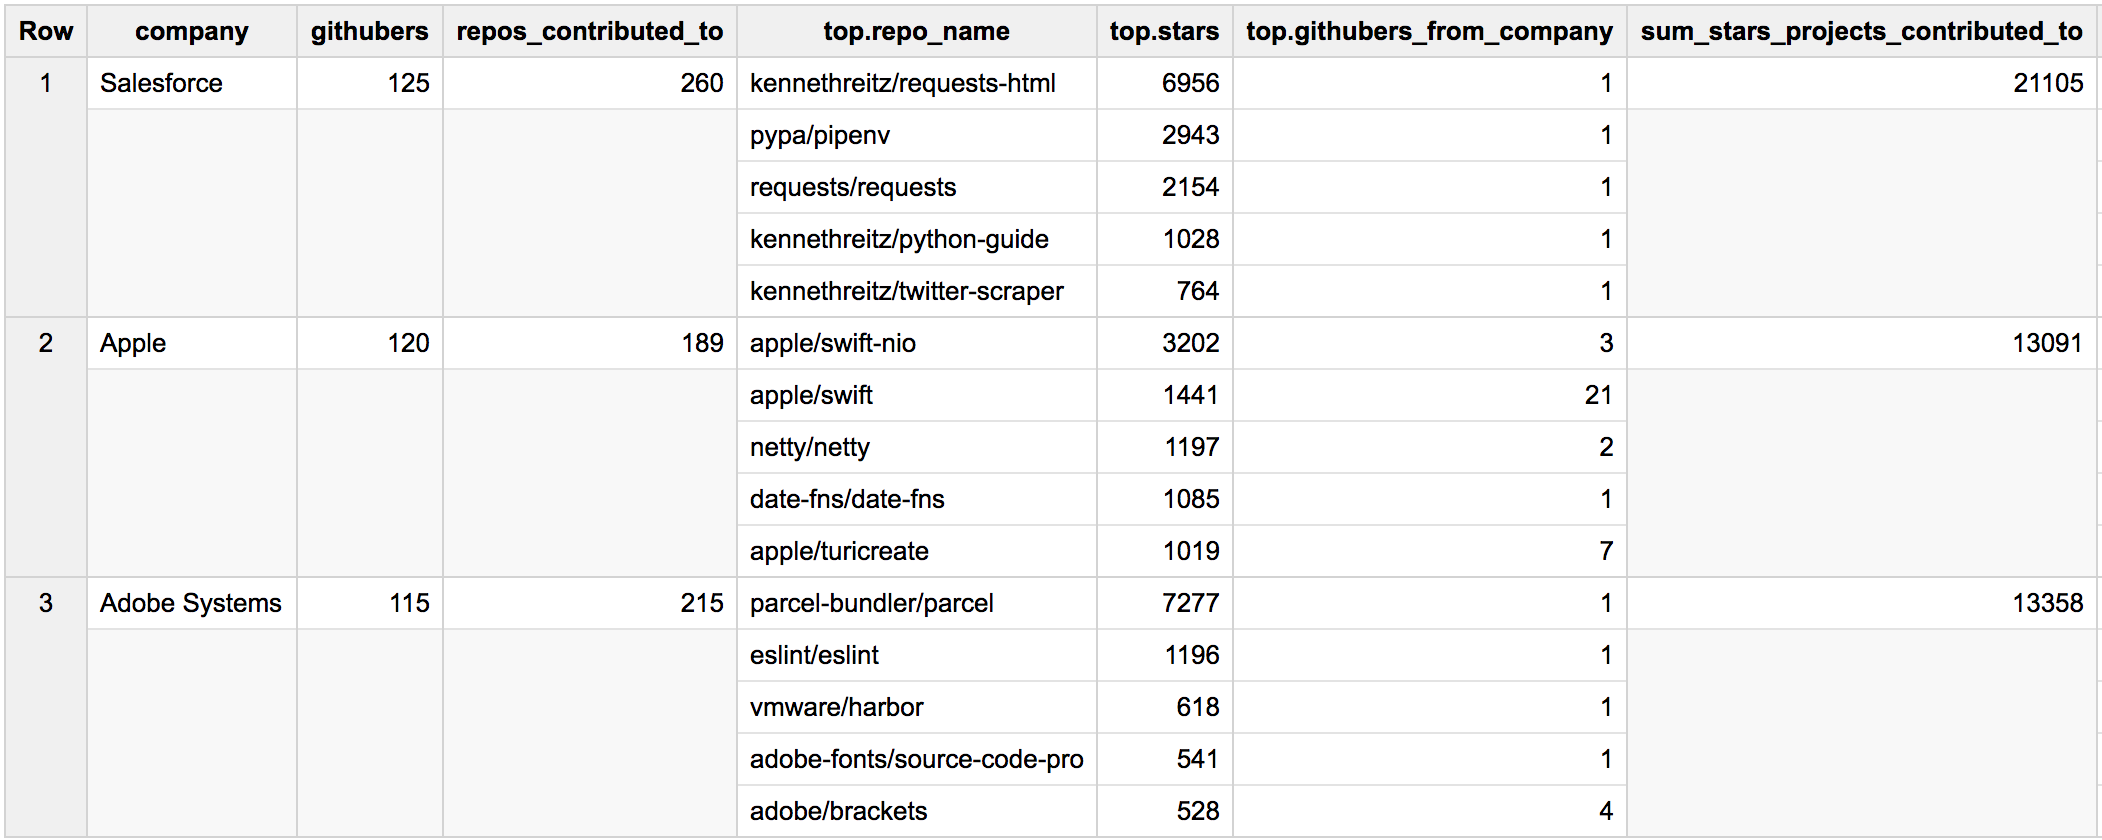 Row company githubers repos_contributed_to top.repo_name top.stars top.githubers_from_company sum_stars_projects_contributed_to
1 Salesforce 125 260 kennethreitz/requests-html 6956 1 21105
pypa/pipenv 2943 1
requests/requests 2154 1
kennethreitz/python-guide 1028 1
kennethreitz/twitter-scraper 764 1
2 Apple 120 189 apple/swift-nio 3202 3 13091
apple/swift 1441 21
netty/netty 1197 2
date-fns/date-fns 1085 1
apple/turicreate 1019 7
3 Adobe Systems 115 215 parcel-bundler/parcel 7277 1 13358
eslint/eslint 1196 1
vmware/harbor 618 1
adobe-fonts/source-code-pro 541 1
adobe/brackets 528 4